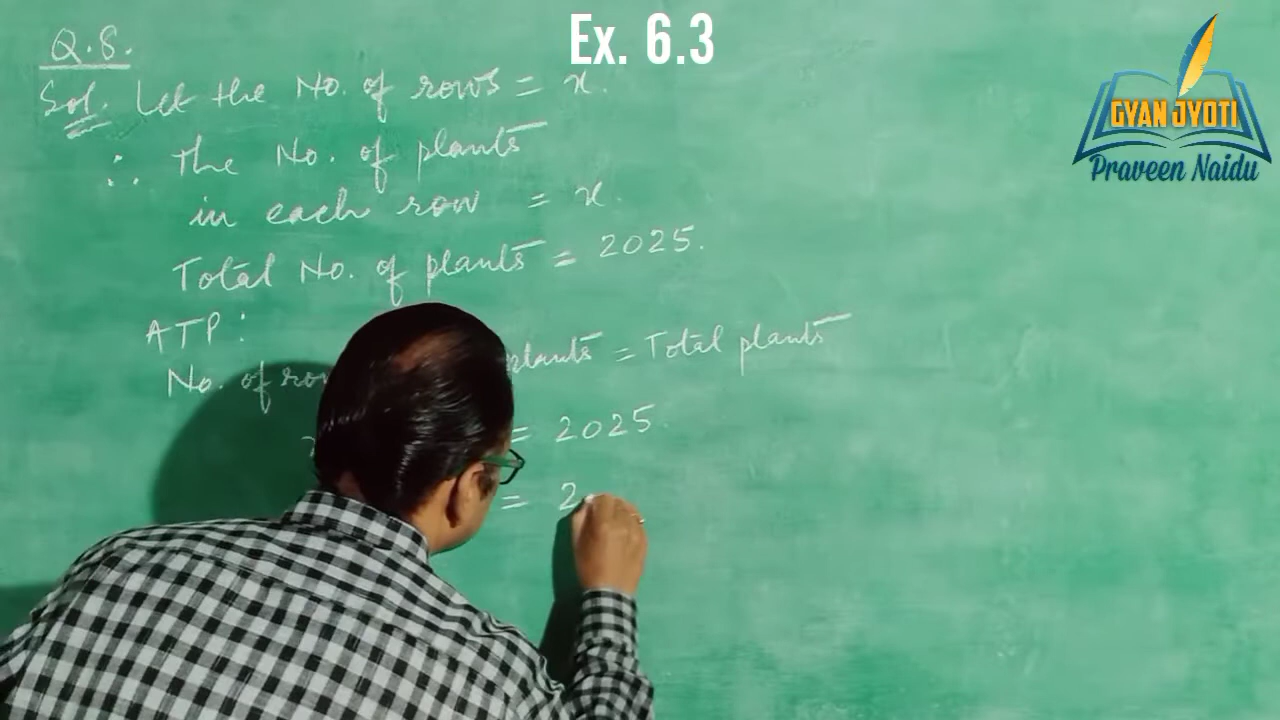 Ex. 6.3
GYAN JYOTI
Praveen Naidu
Q.8.
Sol. Let the No. of rows = x.
∴ the No. of plants
in each row = x.
Total No. of plants = 2025.
ATP:
No. of plants = Total plants
= 2025.
= 2